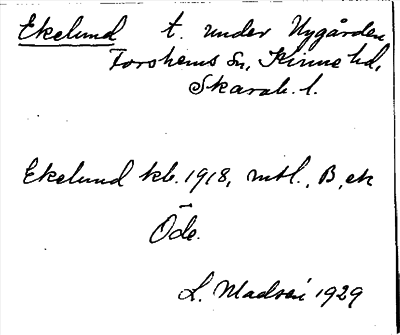 Ekelund t. under Nygården
Forshems sn, Kinne hd,
Skarab. l.
Ekelund kb. 1918, mtl., B, ek
Öde.
L. Madsén 1929